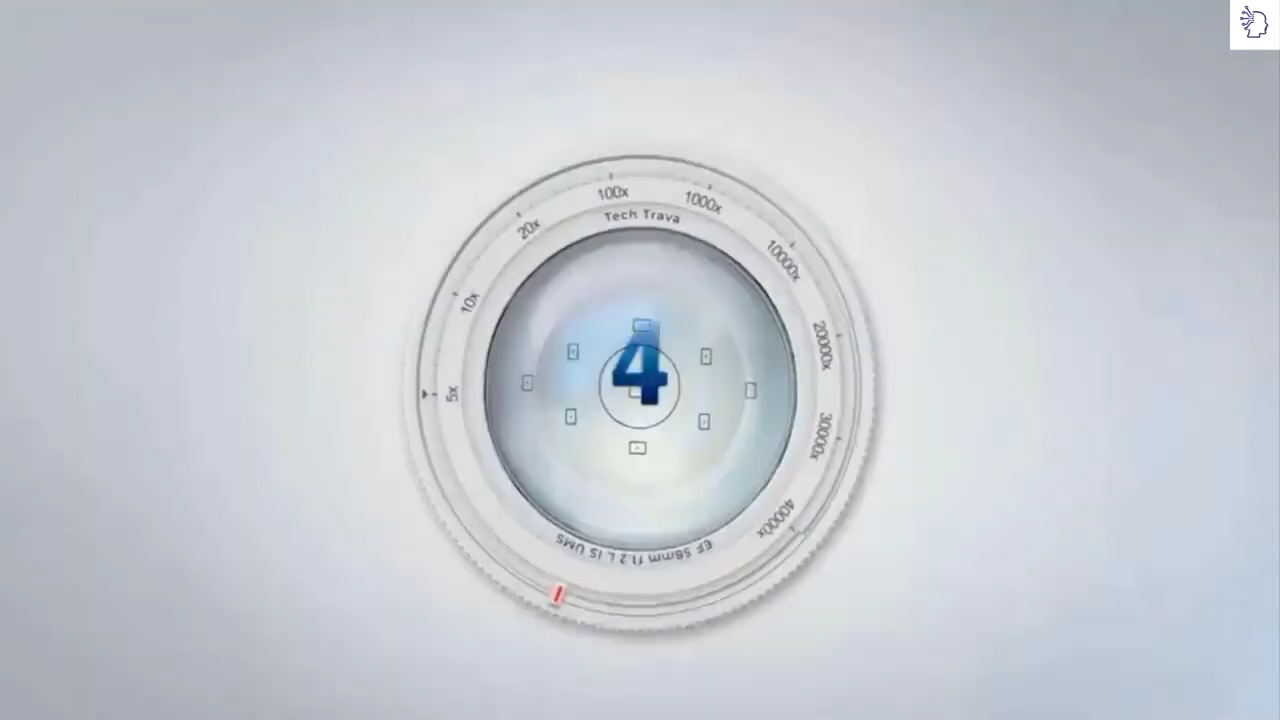 100x
1000x
20x
Tech Trava
10000x
10x
20000x
4
5x
30000x
40000x
EF 58mm f1.2 L IS UMS